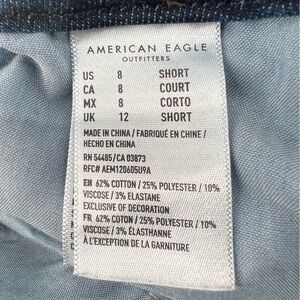 AMERICAN EAGLE
OUTFITTERS
US 8 SHORT
CA 8 COURT
MX 8 CORTO
UK 12 SHORT
MADE IN CHINA / FABRIQUÉ EN CHINE /
HECHO EN CHINA
RN 54485/CA 03873
RFC# AEM120605U9A
EN 62% COTTON / 25% POLYESTER / 10%
VISCOSE / 3% ELASTANE
EXCLUSIVE OF DECORATION
FR 62% COTON / 25% POLYESTER / 10%
VISCOSE / 3% ÉLASTHANNE
À L'EXCEPTION DE LA GARNITURE